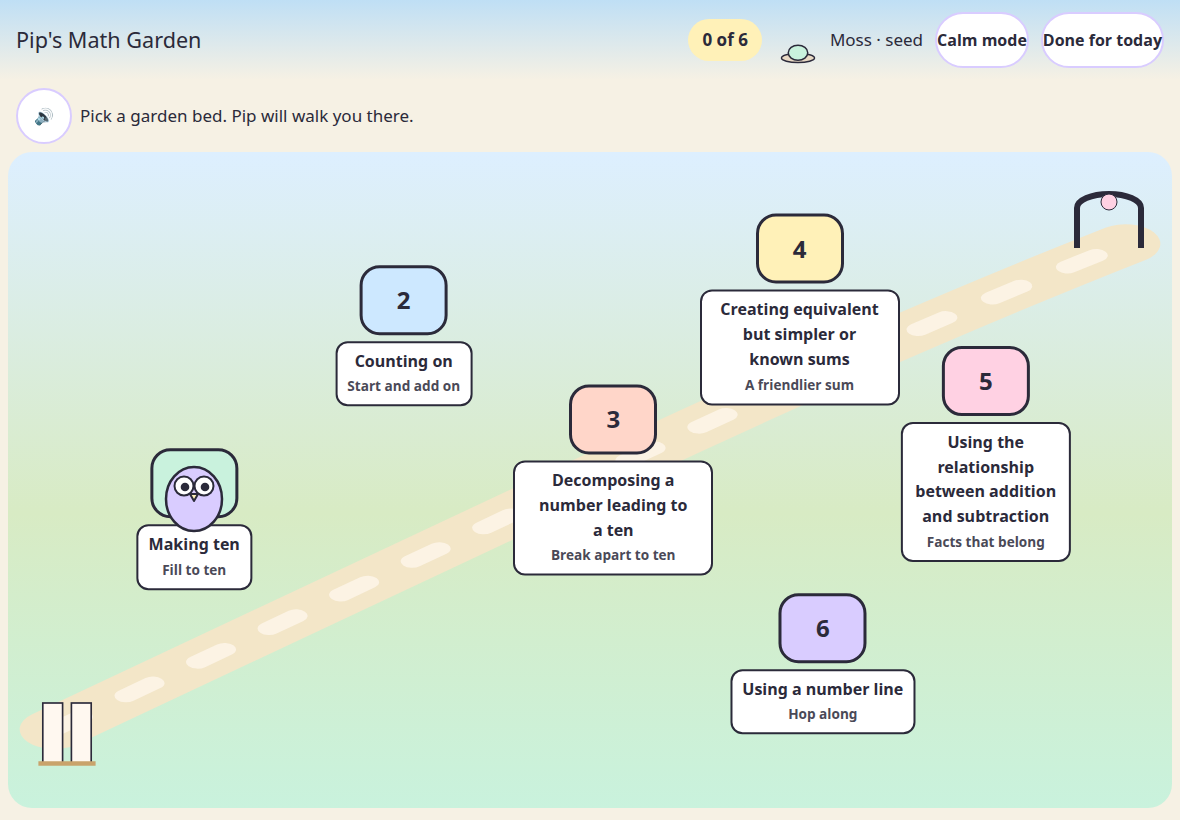 Pip's Math Garden
0 of 6
Moss · seed
Calm mode
Done for today
Pick a garden bed. Pip will walk you there.
4
Creating equivalent
but simpler or
known sums
A friendlier sum
2
Counting on
Start and add on
5
Using the
relationship
between addition
and subtraction
Facts that belong
3
Decomposing a
number leading to
a ten
Break apart to ten
Making ten
Fill to ten
6
Using a number line
Hop along